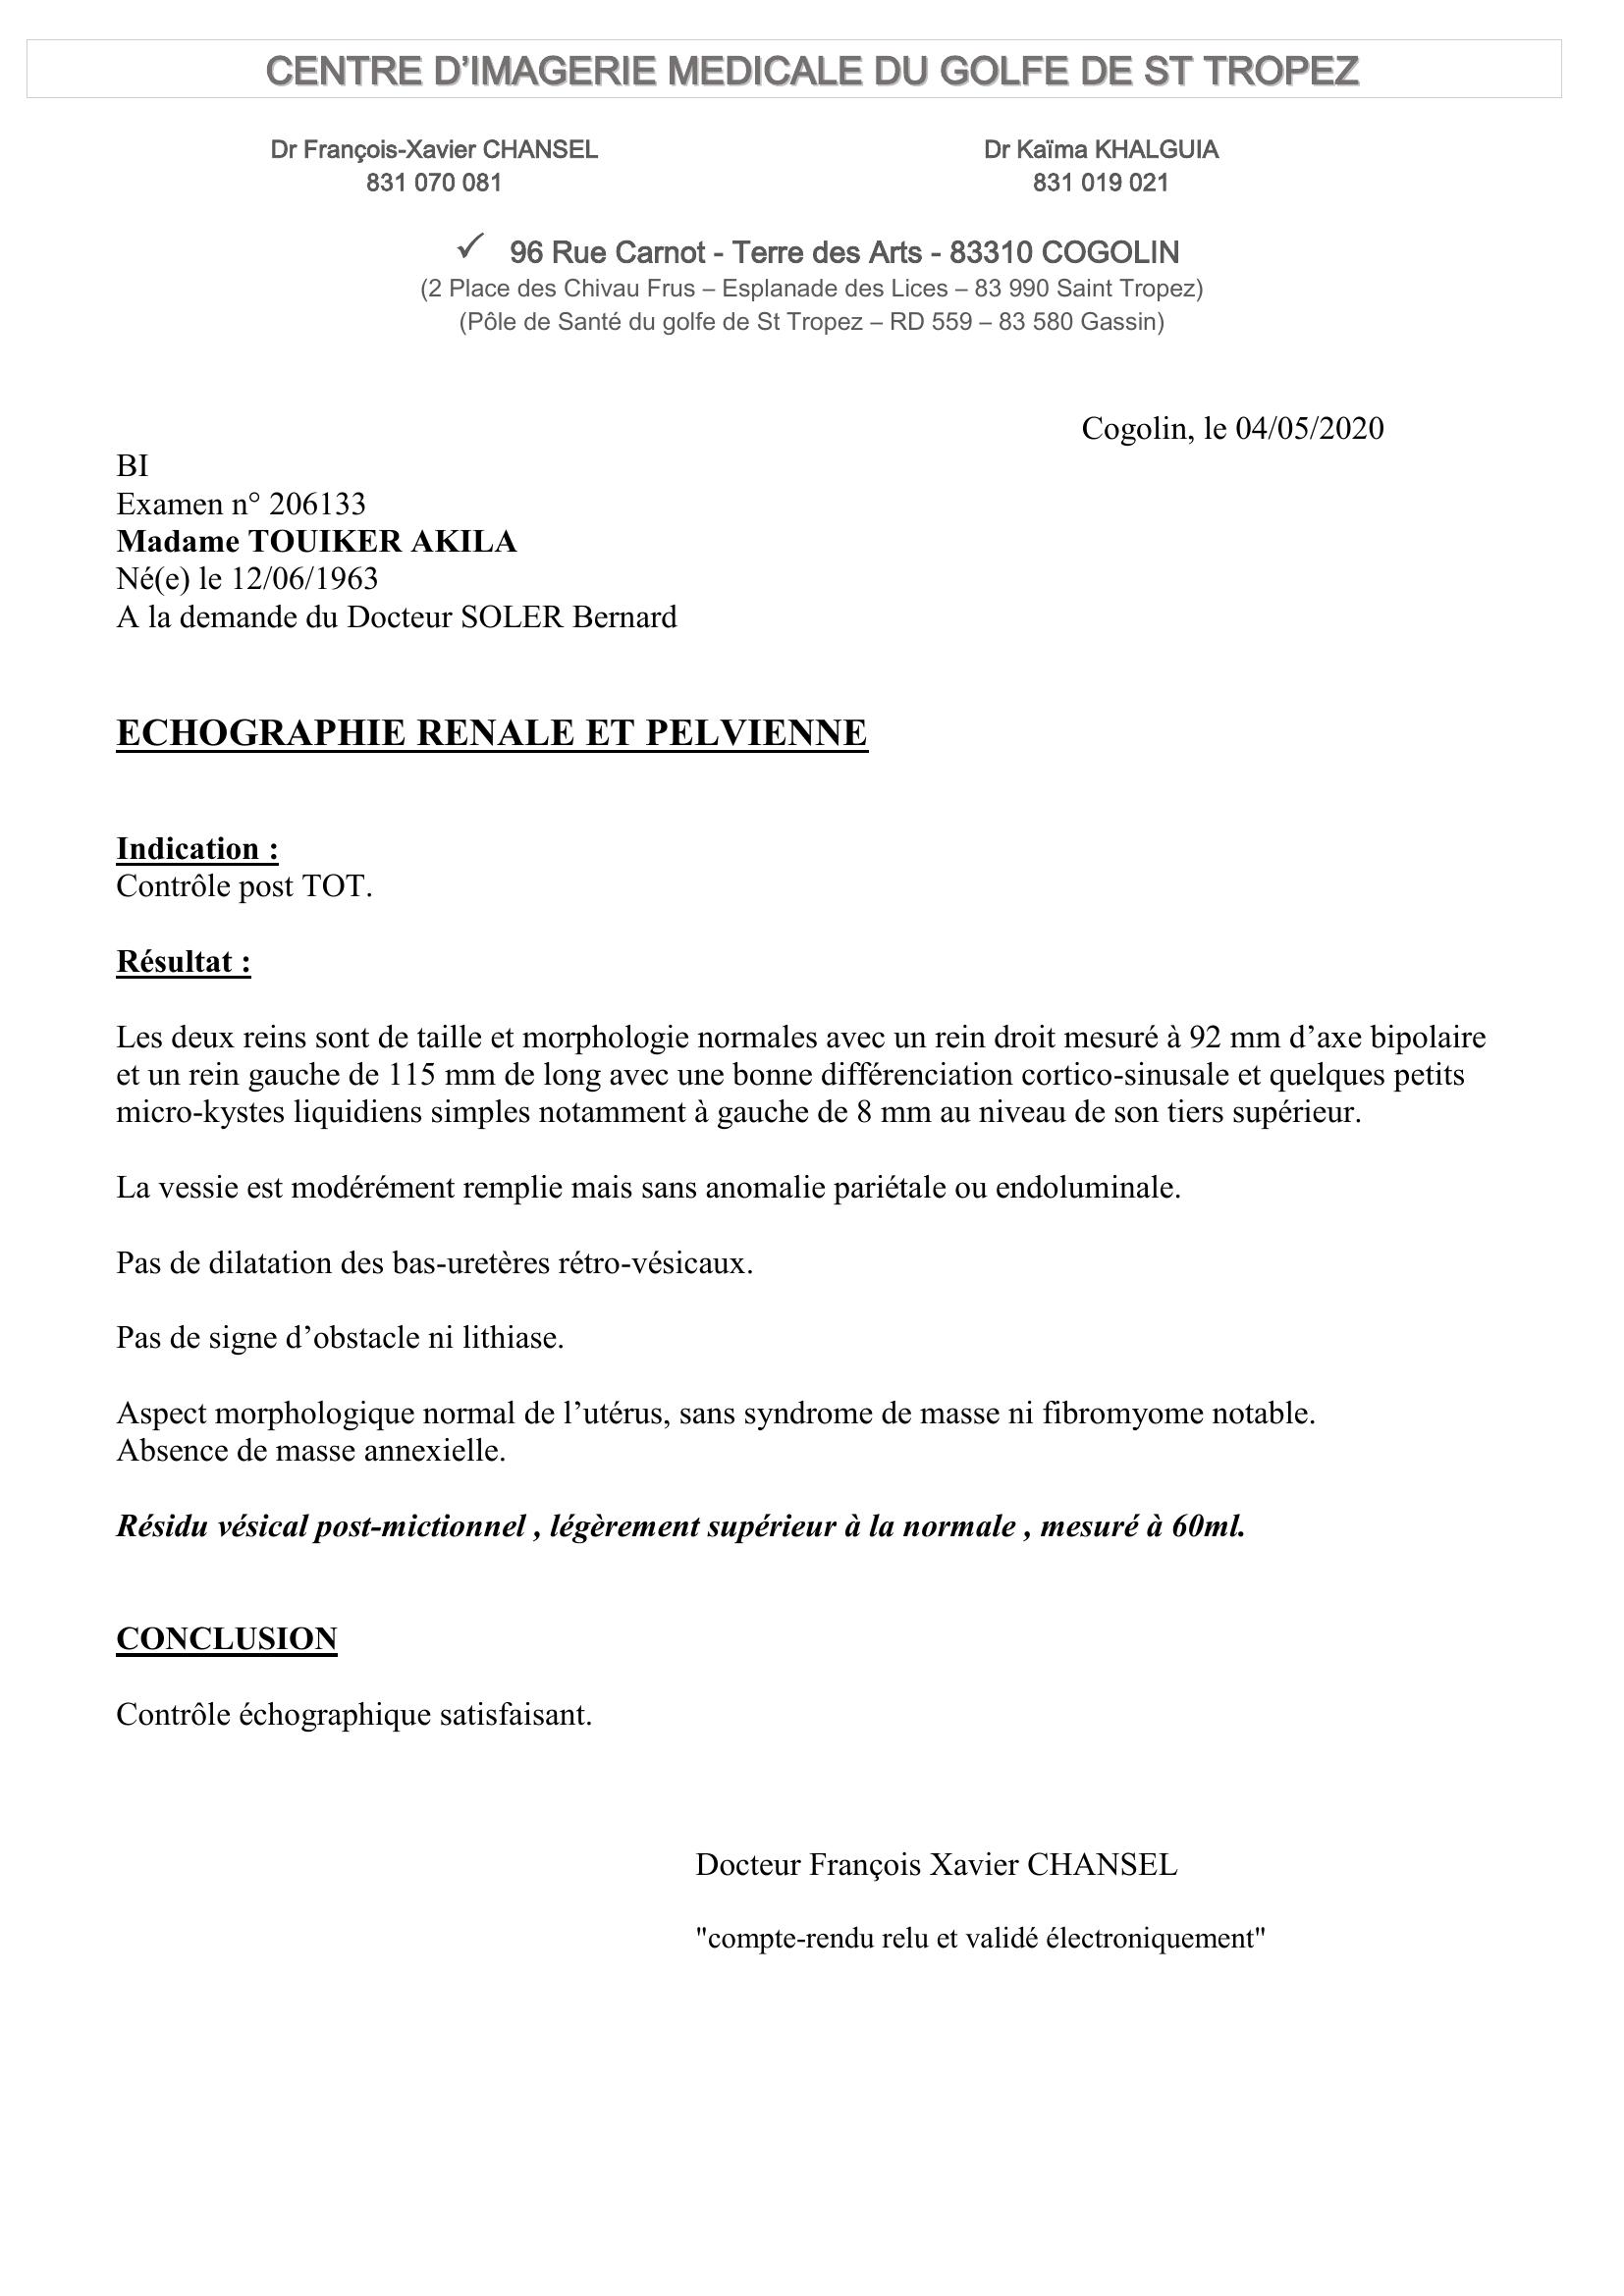 CENTRE D’IMAGERIE MEDICALE DU GOLFE DE ST TROPEZ
Dr François-Xavier CHANSEL
831 070 081
Dr Kaïma KHALGUIA
831 019 021
✓ 96 Rue Carnot - Terre des Arts - 83310 COGOLIN
(2 Place des Chivau Frus – Esplanade des Lices – 83 990 Saint Tropez)
(Pôle de Santé du golfe de St Tropez – RD 559 – 83 580 Gassin)
Cogolin, le 04/05/2020
BI
Examen n° 206133
Madame TOUIKER AKILA
Né(e) le 12/06/1963
A la demande du Docteur SOLER Bernard
ECHOGRAPHIE RENALE ET PELVIENNE
Indication :
Contrôle post TOT.
Résultat :
Les deux reins sont de taille et morphologie normales avec un rein droit mesuré à 92 mm d’axe bipolaire
et un rein gauche de 115 mm de long avec une bonne différenciation cortico-sinusale et quelques petits
micro-kystes liquidiens simples notamment à gauche de 8 mm au niveau de son tiers supérieur.
La vessie est modérément remplie mais sans anomalie pariétale ou endoluminale.
Pas de dilatation des bas-uretères rétro-vésicaux.
Pas de signe d’obstacle ni lithiase.
Aspect morphologique normal de l’utérus, sans syndrome de masse ni fibromyome notable.
Absence de masse annexielle.
Résidu vésical post-mictionnel , légèrement supérieur à la normale , mesuré à 60ml.
CONCLUSION
Contrôle échographique satisfaisant.
Docteur François Xavier CHANSEL
"compte-rendu relu et validé électroniquement"